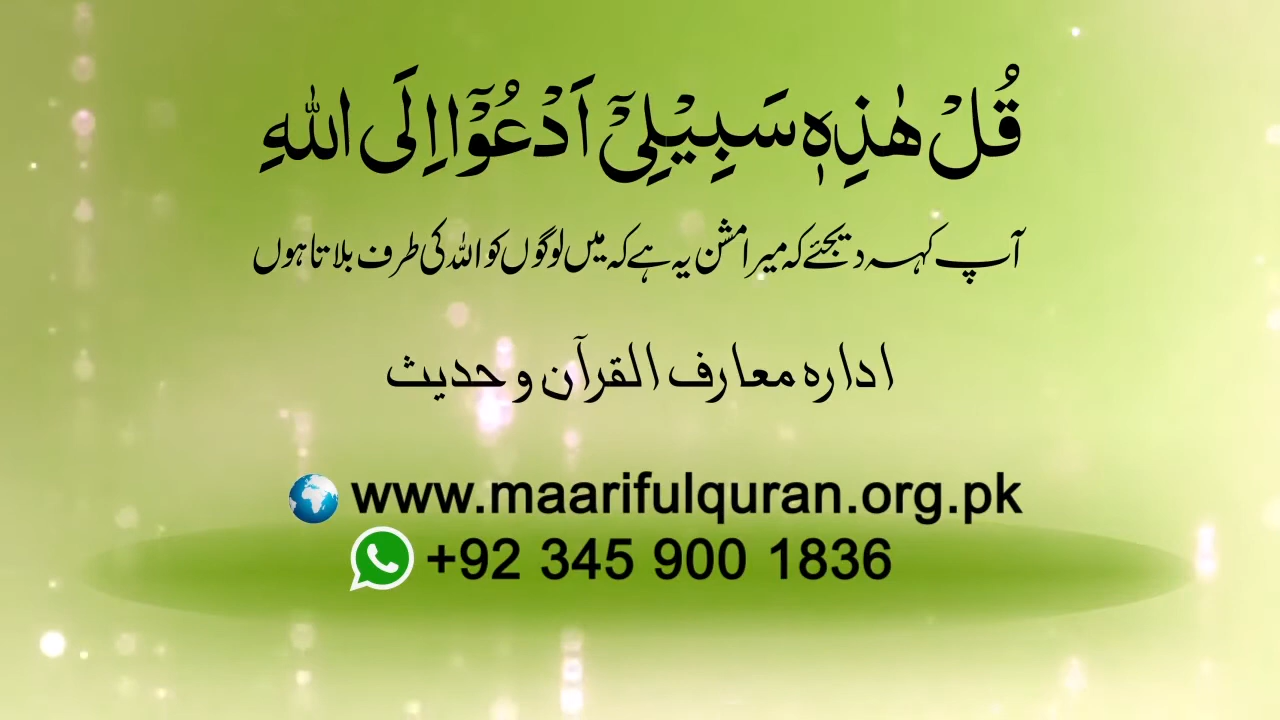 قُلْ هٰذِهٖ سَبِيْلِيْٓ اَدْعُوْٓا اِلَى اللّٰهِ
آپ کہہ دیجئے کہ میرا مشن یہ ہے کہ میں لوگوں کو اللہ کی طرف بلاتا ہوں
ادارہ معارف القرآن و حدیث
www.maarifulquran.org.pk
+92 345 900 1836